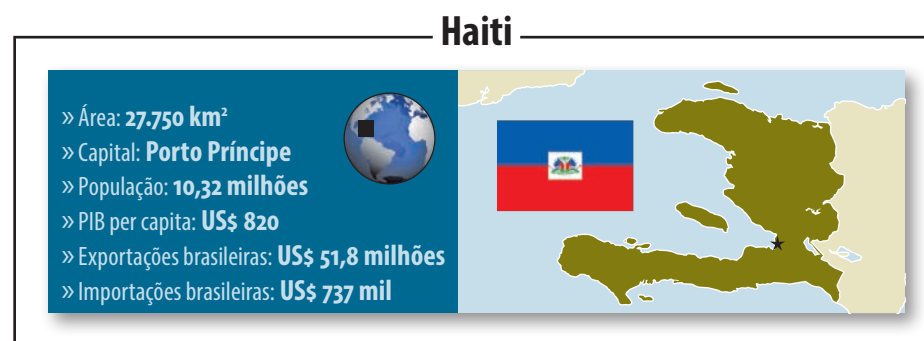 Haiti
» Área: 27.750 km²
» Capital: Porto Príncipe
» População: 10,32 milhões
» PIB per capita: US$ 820
» Exportações brasileiras: US$ 51,8 milhões
» Importações brasileiras: US$ 737 mil